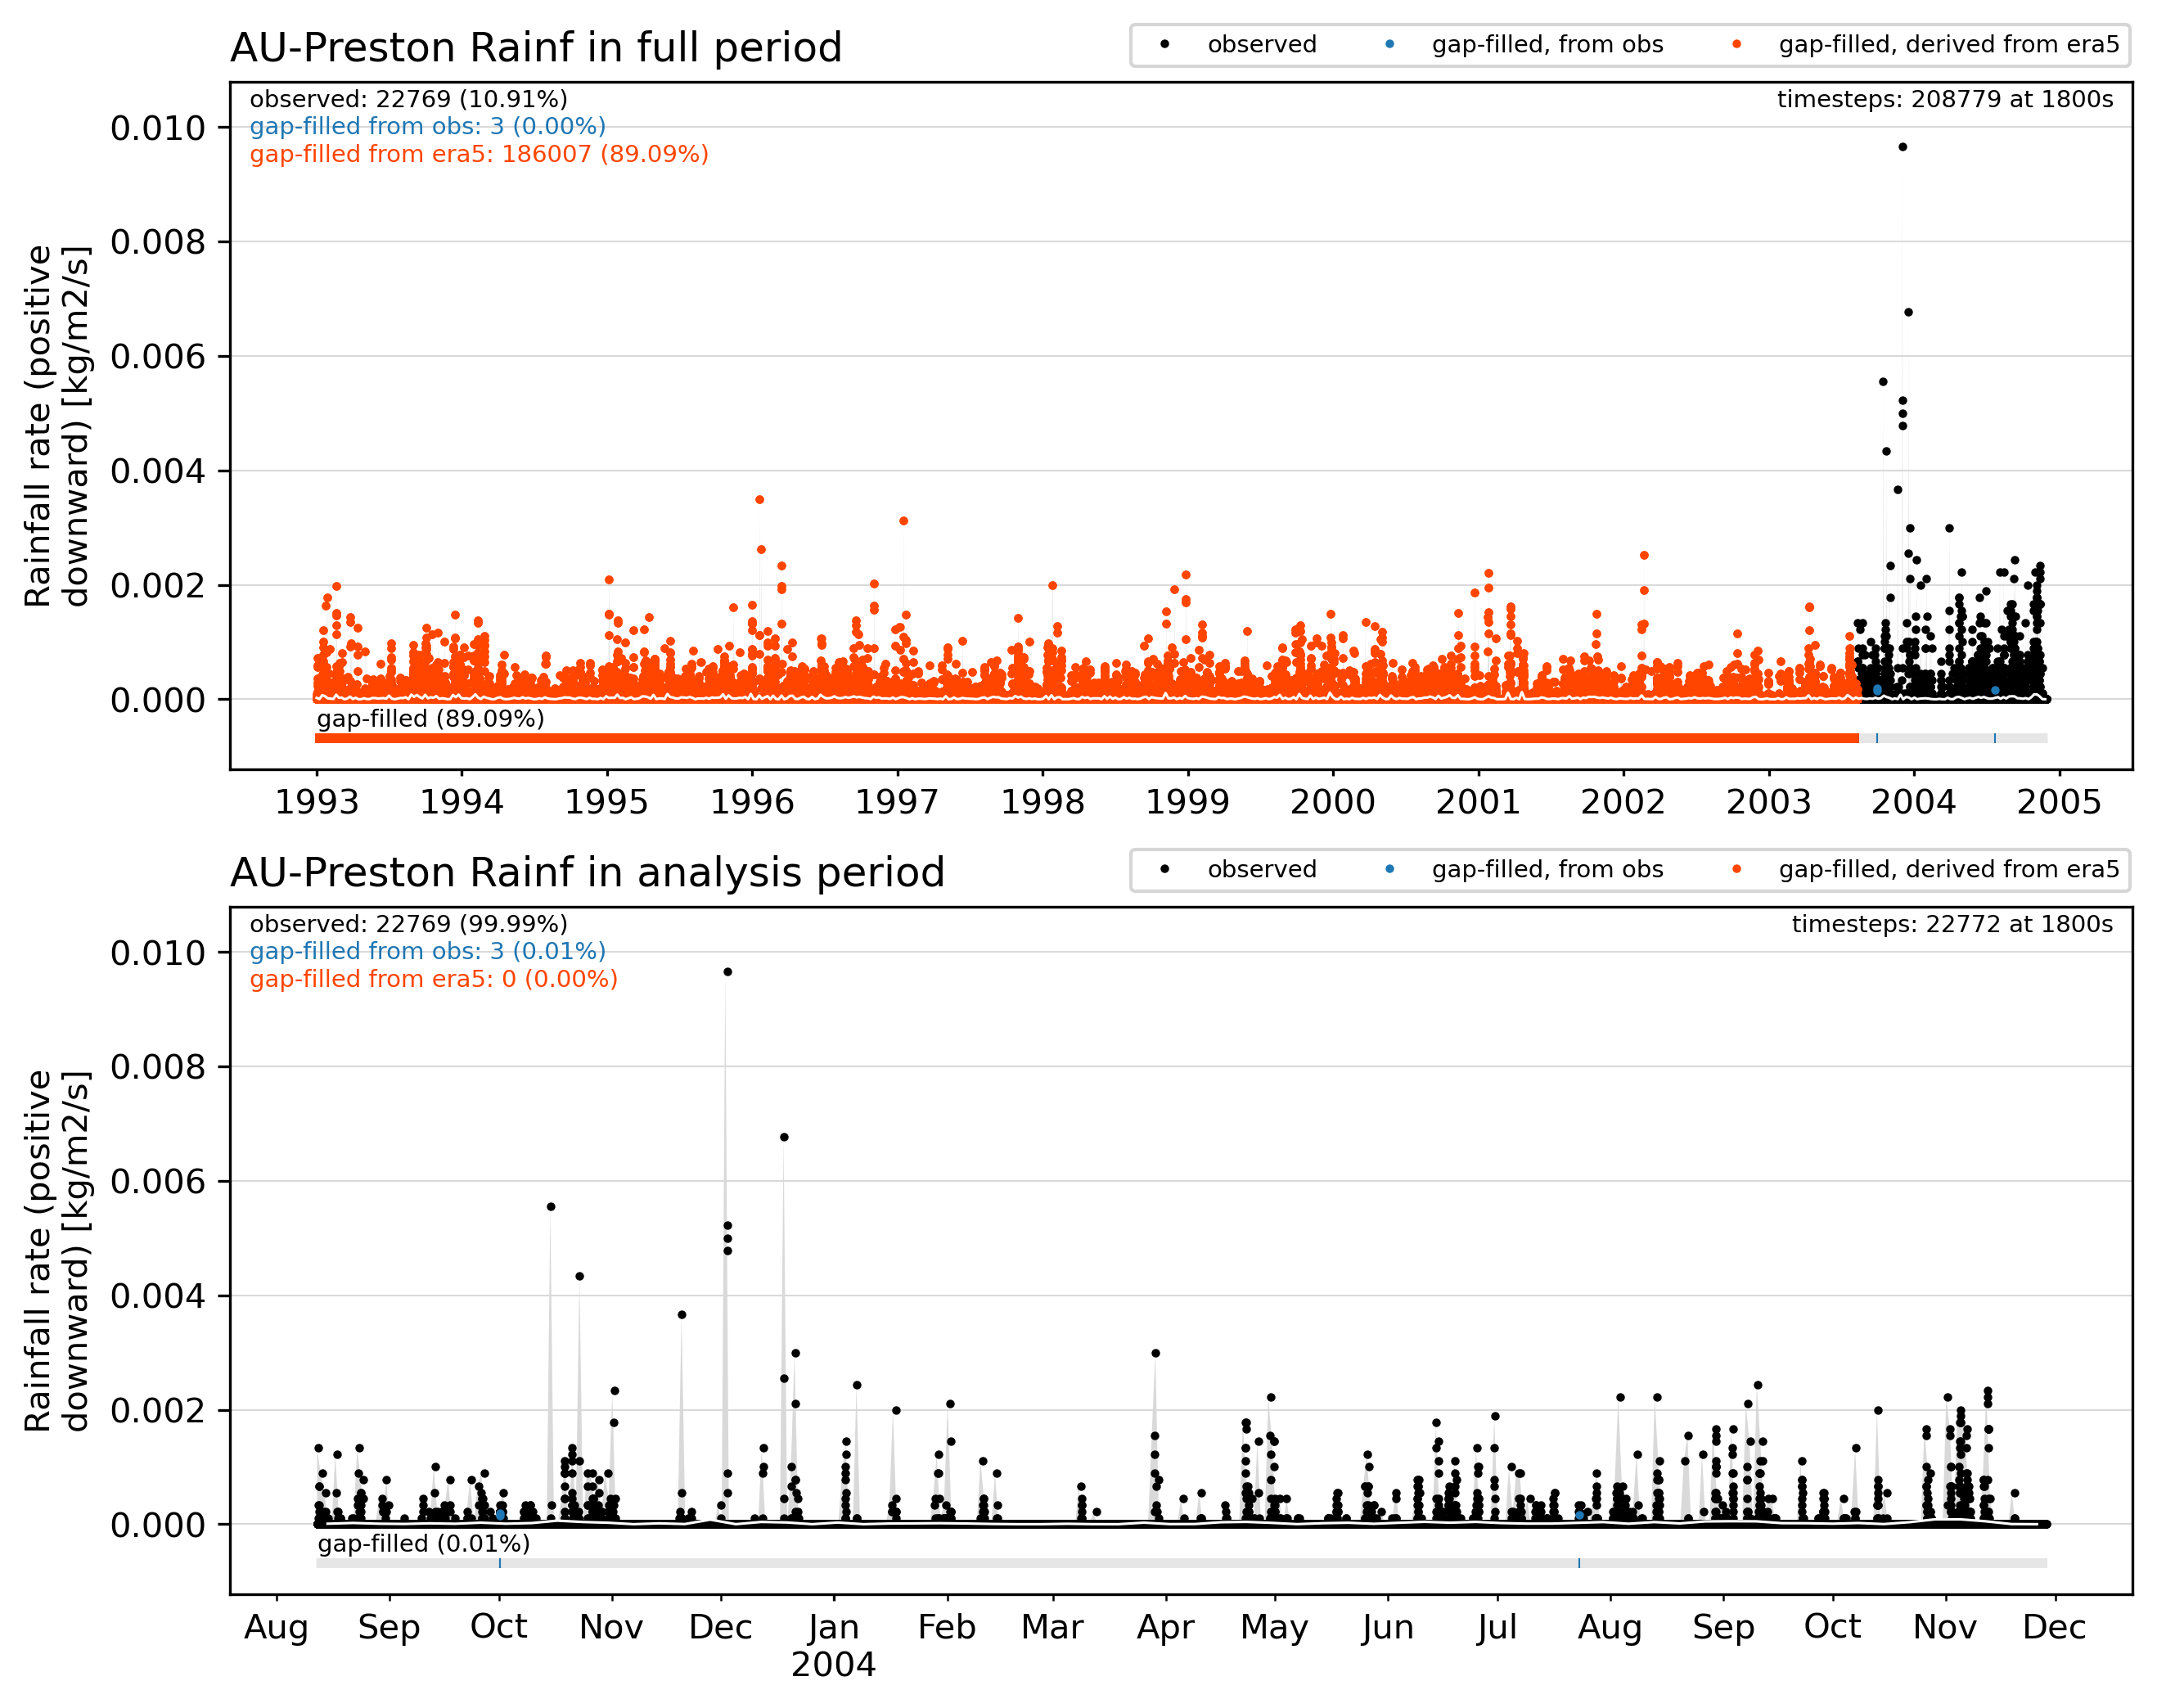 AU-Preston Rainf in full period
observed
gap-filled, from obs
gap-filled, derived from era5
observed: 22769 (10.91%)
gap-filled from obs: 3 (0.00%)
gap-filled from era5: 186007 (89.09%)
timesteps: 208779 at 1800s
Rainfall rate (positive
downward) [kg/m2/s]
0.010
0.008
0.006
0.004
0.002
0.000
gap-filled (89.09%)
1993 1994 1995 1996 1997 1998 1999 2000 2001 2002 2003 2004 2005
AU-Preston Rainf in analysis period
observed
gap-filled, from obs
gap-filled, derived from era5
observed: 22769 (99.99%)
gap-filled from obs: 3 (0.01%)
gap-filled from era5: 0 (0.00%)
timesteps: 22772 at 1800s
Rainfall rate (positive
downward) [kg/m2/s]
0.010
0.008
0.006
0.004
0.002
0.000
gap-filled (0.01%)
Aug Sep Oct Nov Dec Jan Feb Mar Apr May Jun Jul Aug Sep Oct Nov Dec
2004